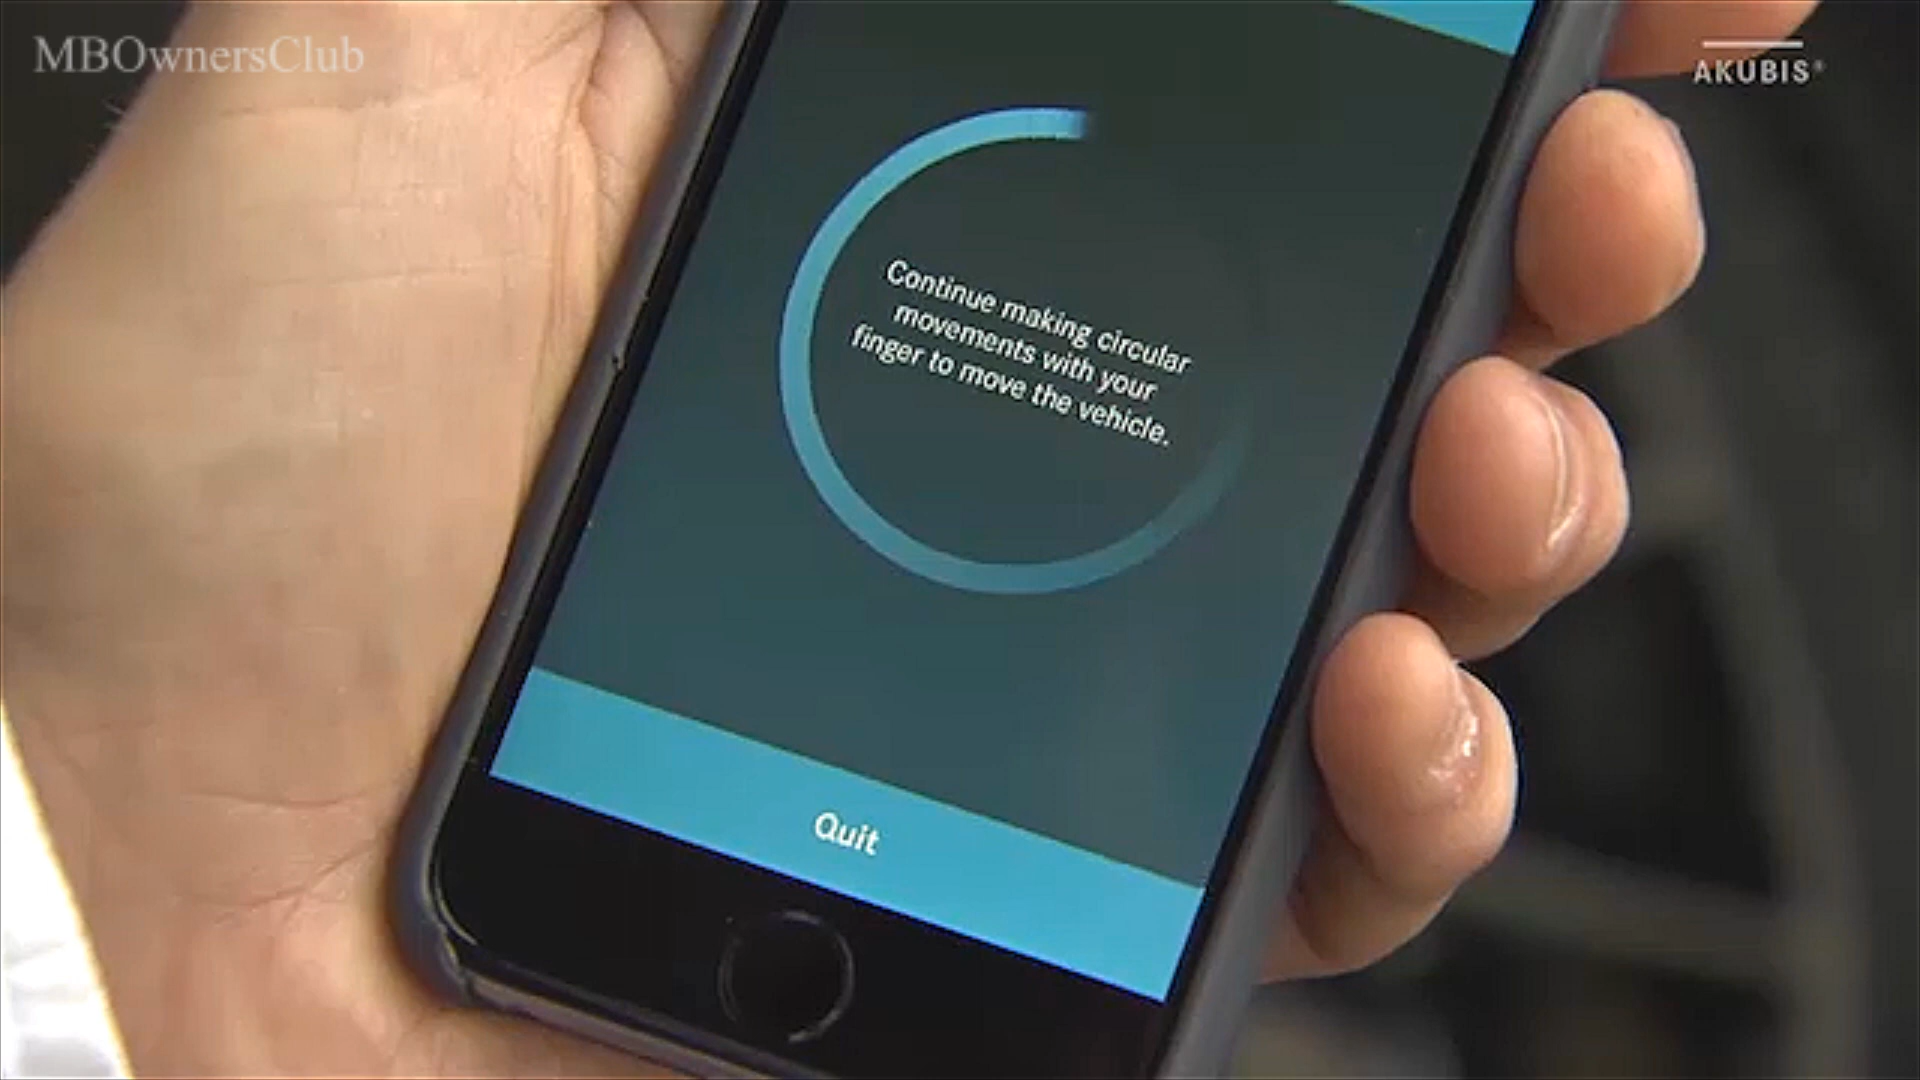 MBOwnersClub
AKUBIS®
Continue making circular
movements with your
finger to move the vehicle.
Quit